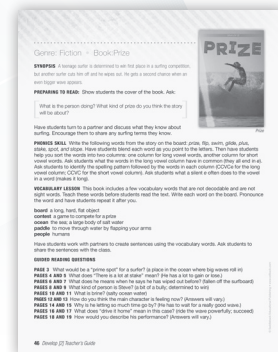 Genre: Fiction • Book: Prize
SYNOPSIS A teenage surfer is determined to win first place in a surfing competition,
but another surfer cuts him off and he wipes out. He gets a second chance when an
even bigger wave appears.
PREPARING TO READ: Show students the cover of the book. Ask:
What is the person doing? What kind of prize do you think the story
will be about?
PRIZE
Prize
Have students turn to a partner and discuss what they know about
surfing. Encourage them to share any surfing terms they know.
PHONICS SKILL Write the following words from the story on the board: prize, flip, swim, glide, plus,
stake, spot, and slope. Have students blend each word as you point to the letters. Then have students
help you sort the words into two columns: one column for long vowel words, another column for short
vowel words. Ask students what the words in the long vowel column have in common (they all end in e).
Ask students to identify the spelling pattern followed by the words in each column (CCVCe for the long
vowel column; CCVC for the short vowel column). Ask students what a silent e often does to the vowel
in a word (makes it long).
VOCABULARY LESSON The book includes a few vocabulary words that are not decodable and are not
sight words. Teach these words before students read the text. Write each word on the board. Pronounce
the word and have students repeat it after you.
board a long, hard, flat object
contest a game to compete for a prize
ocean the sea; a large body of salt water
paddle to move through water by flapping your arms
people humans
Have students work with partners to create sentences using the vocabulary words. Ask students to
share the sentences with the class.
GUIDED READING QUESTIONS
PAGE 3 What would be a "prime spot" for a surfer? (a place in the ocean where big waves roll in)
PAGES 4 AND 5 What does "There is a lot at stake" mean? (He has a lot to gain or lose.)
PAGES 6 AND 7 What does he means when he says he has wiped out before? (fallen off the surfboard)
PAGES 8 AND 9 What kind of person is Steve? (a bit of a bully; determined to win)
PAGES 10 AND 11 What is brine? (salty ocean water)
PAGES 12 AND 13 How do you think the main character is feeling now? (Answers will vary.)
PAGES 14 AND 15 Why is he letting so much time go by? (He has to wait for a really good wave.)
PAGES 16 AND 17 What does "drive it home" mean in this case? (ride the wave powerfully; succeed)
PAGES 18 AND 19 How would you describe his performance? (Answers will vary.)
46 Develop [2] Teacher's Guide